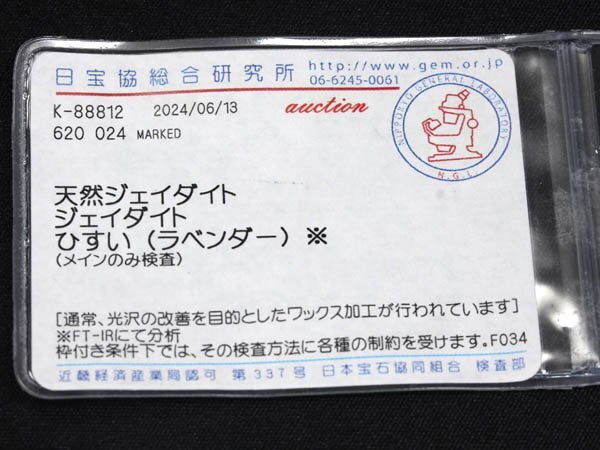 日宝協総合研究所
http://www.gem.or.jp
06-6245-0061
K-88812 2024/06/13
auction
620 024 MARKED
NIPPOKYO GENERAL LABORATORY
N.G.L.
天然ジェイダイト
ジェイダイト
ひすい（ラベンダー）※
(メインのみ検査)
[通常、光沢の改善を目的としたワックス加工が行われています]
※FT-IRにて分析
枠付き条件下では、その検査方法に各種の制約を受けます。F034
近畿経済産業局認可 第337号 日本宝石協同組合 検査部